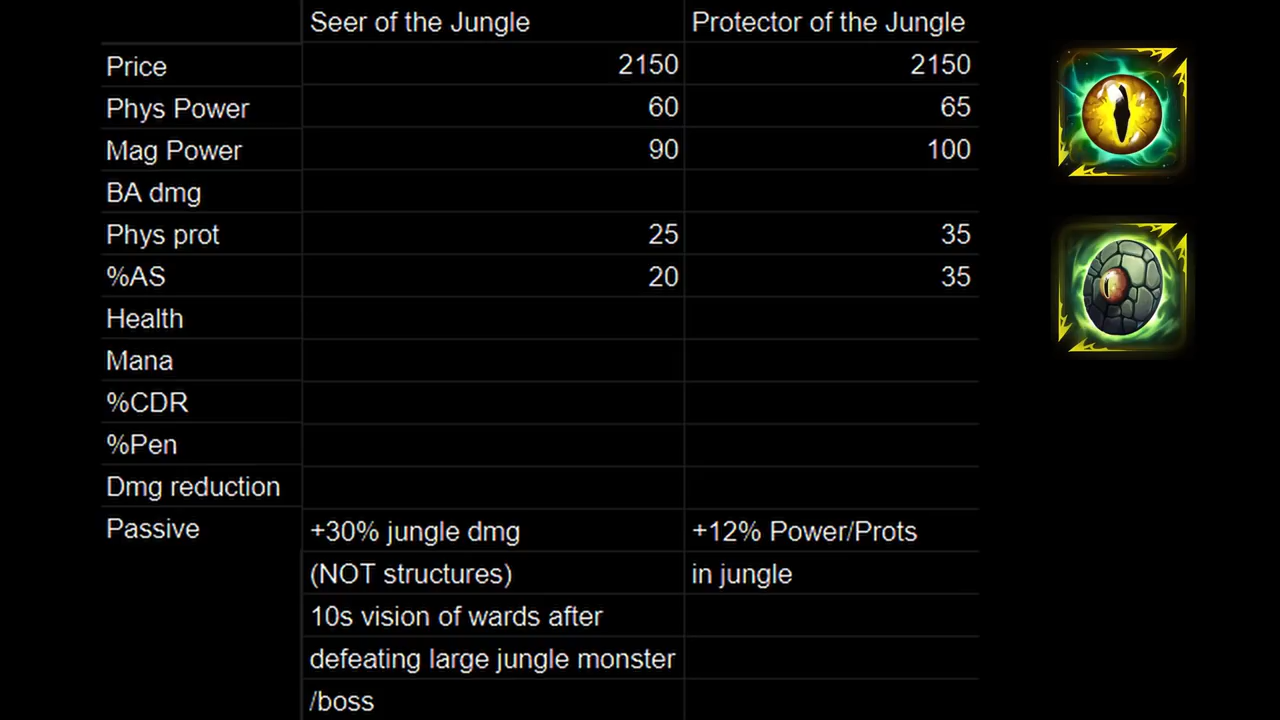 Seer of the Jungle Protector of the Jungle
Price 2150 2150
Phys Power 60 65
Mag Power 90 100
BA dmg
Phys prot 25 35
%AS 20 35
Health
Mana
%CDR
%Pen
Dmg reduction
Passive +30% jungle dmg +12% Power/Prots
(NOT structures) in jungle
10s vision of wards after
defeating large jungle monster
/boss